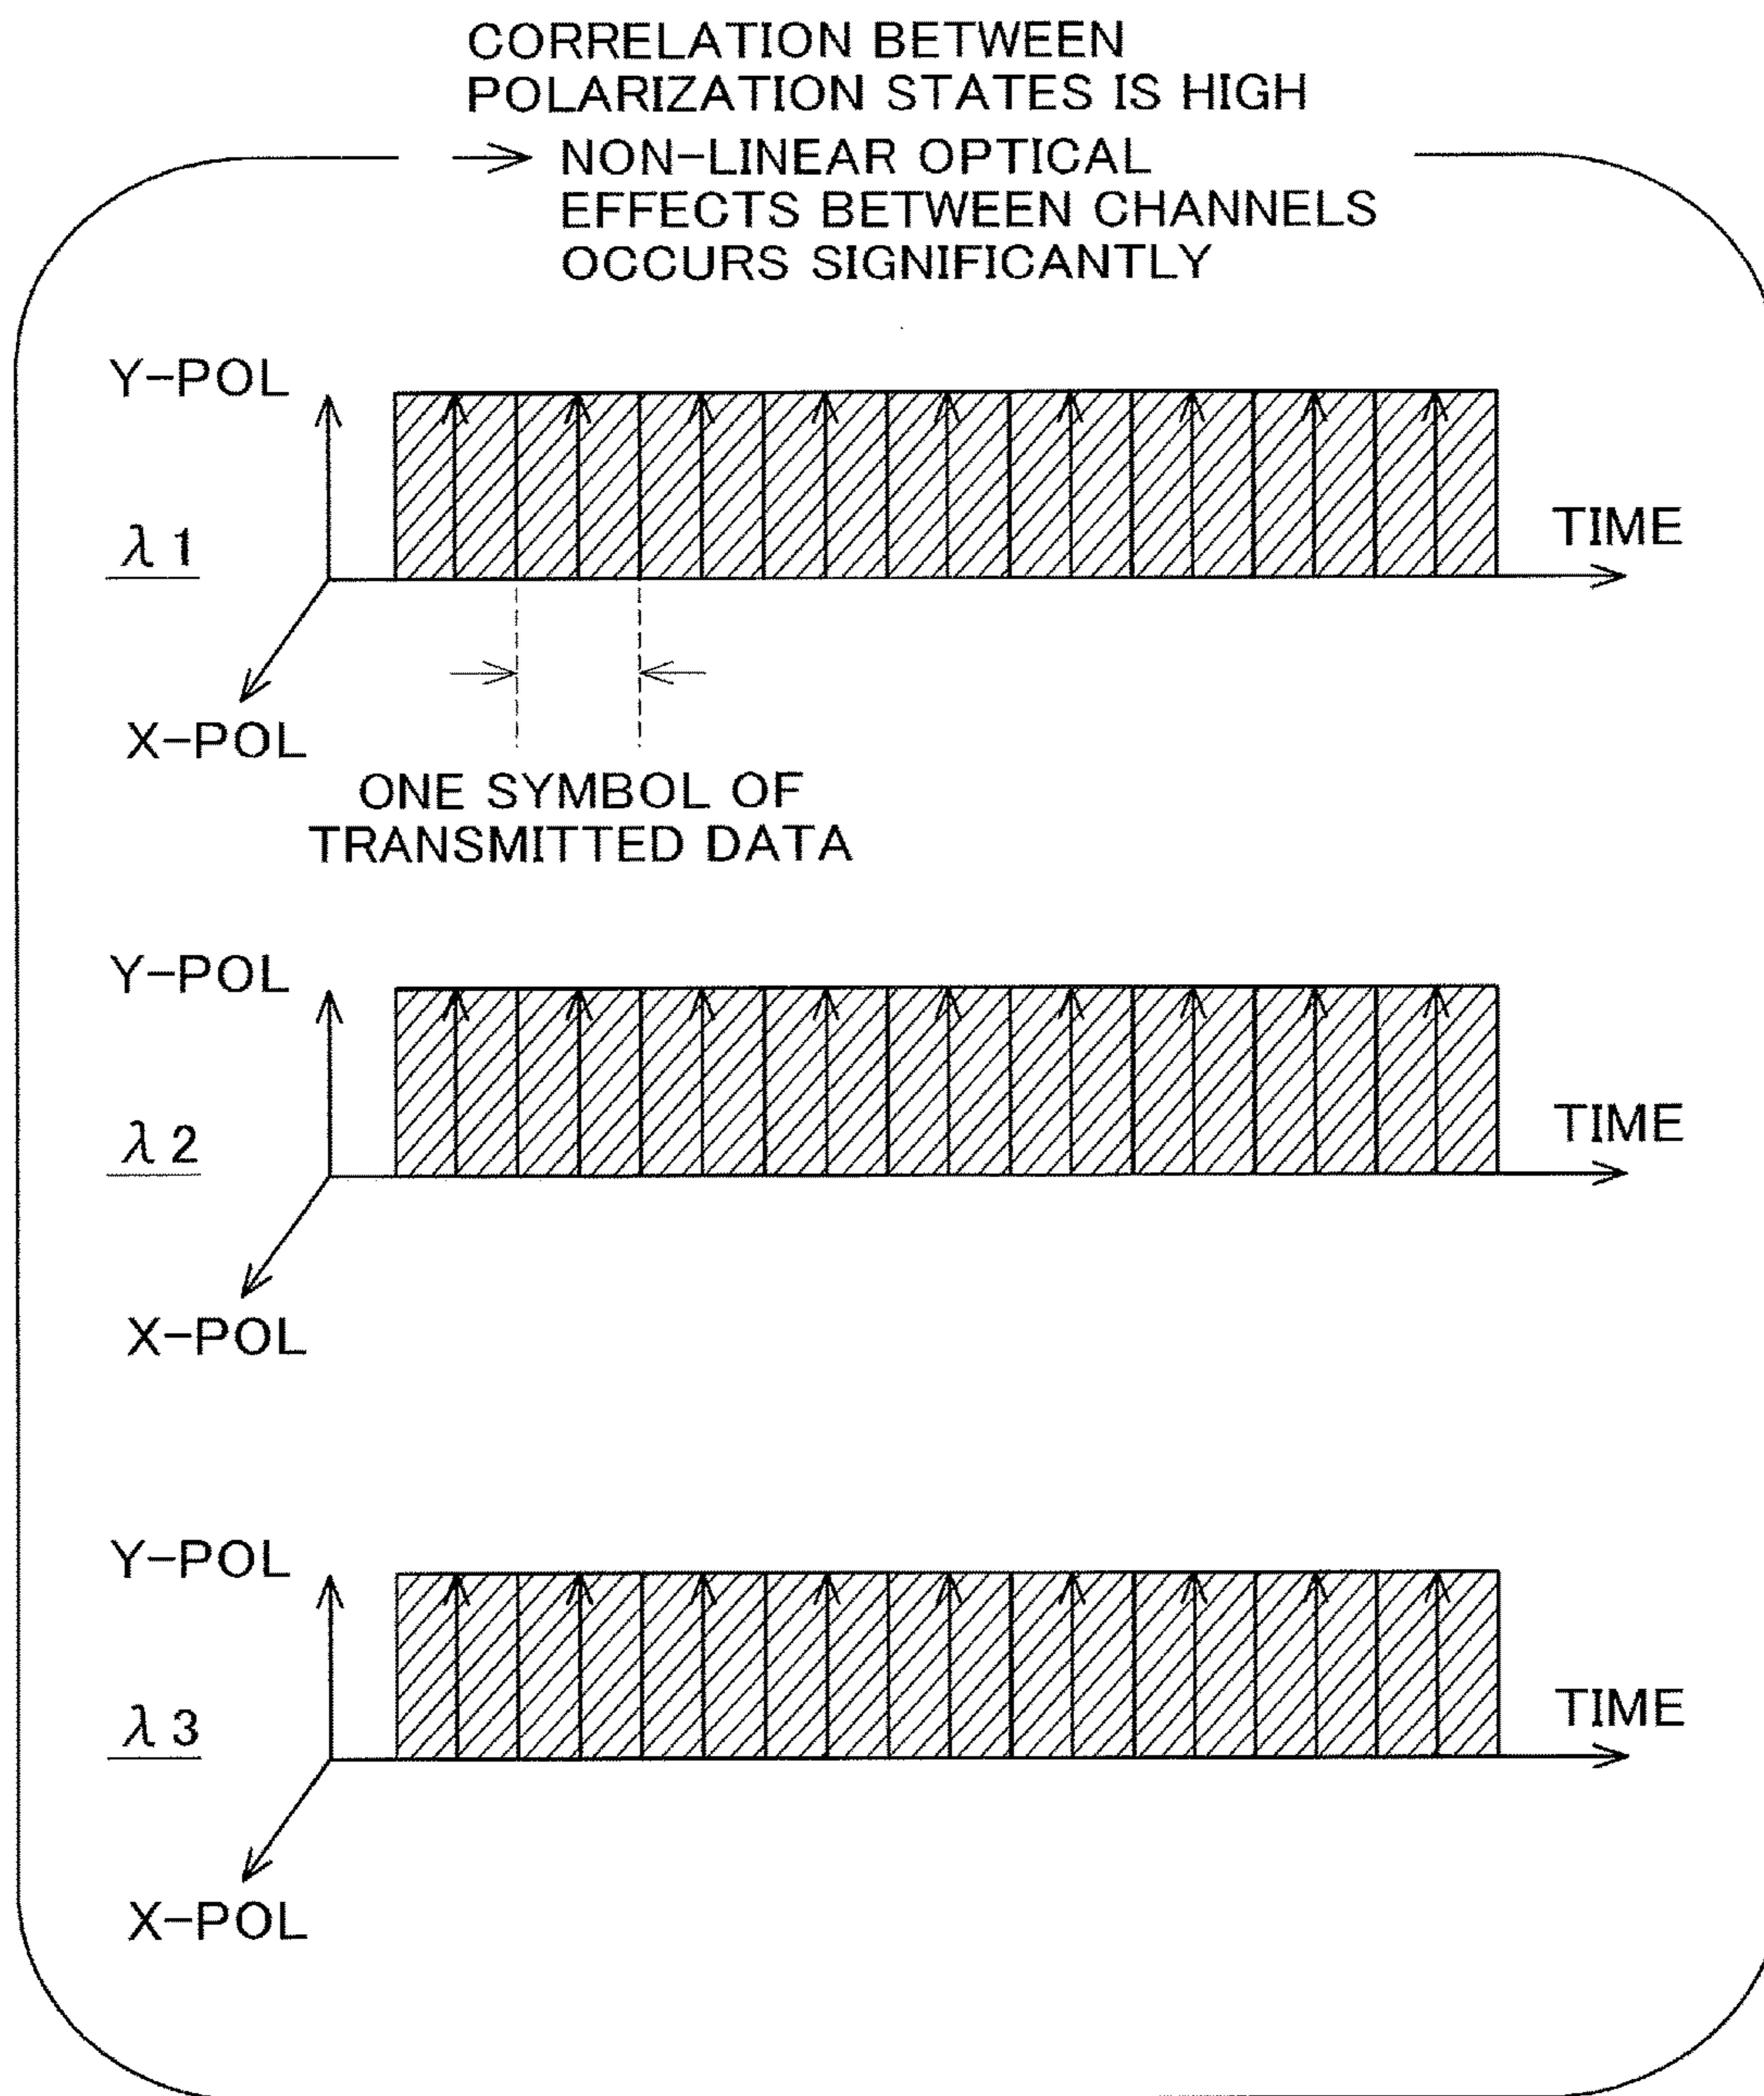 CORRELATION BETWEEN
POLARIZATION STATES IS HIGH
→ NON-LINEAR OPTICAL
EFFECTS BETWEEN CHANNELS
OCCURS SIGNIFICANTLY
Y-POL
λ1
TIME
X-POL
ONE SYMBOL OF
TRANSMITTED DATA
Y-POL
λ2
TIME
X-POL
Y-POL
λ3
TIME
X-POL